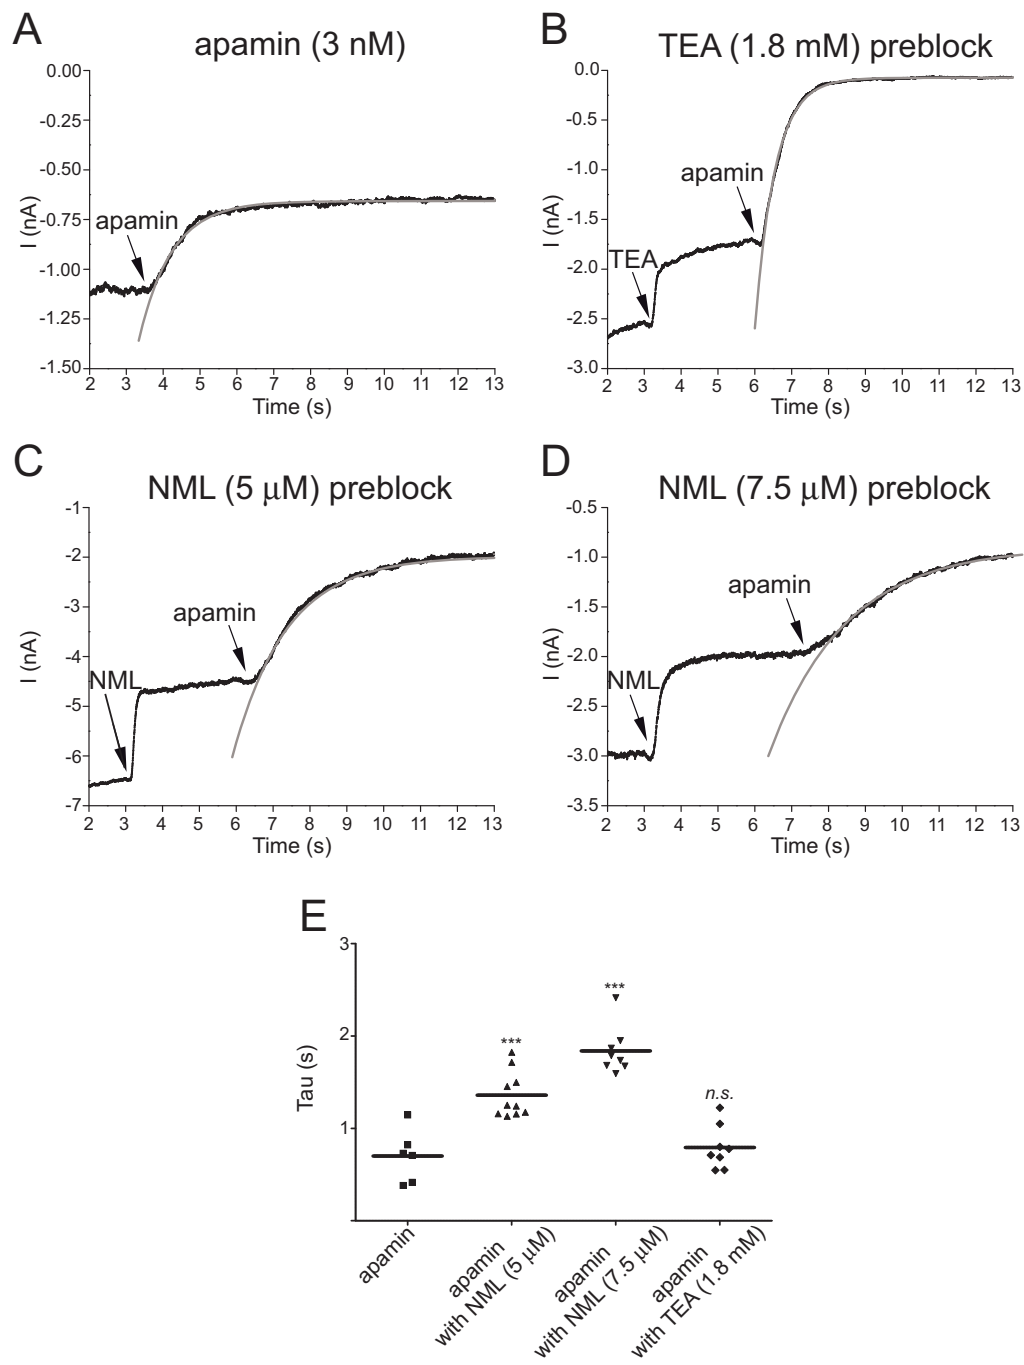 A
apamin (3 nM)
0.00
-0.25
-0.50
-0.75
-1.00
-1.25
-1.50
I (nA)
apamin
2 3 4 5 6 7 8 9 10 11 12 13
Time (s)
B
TEA (1.8 mM) preblock
0.0
-0.5
-1.0
-1.5
-2.0
-2.5
-3.0
I (nA)
apamin
TEA
2 3 4 5 6 7 8 9 10 11 12 13
Time (s)
C
NML (5 μM) preblock
-1
-2
-3
-4
-5
-6
-7
I (nA)
apamin
NML
2 3 4 5 6 7 8 9 10 11 12 13
Time (s)
D
NML (7.5 μM) preblock
-0.5
-1.0
-1.5
-2.0
-2.5
-3.0
-3.5
I (nA)
apamin
NML
2 3 4 5 6 7 8 9 10 11 12 13
Time (s)
E
3
2
1
Tau (s)
***
***
n.s.
apamin
apamin
with NML (5 μM)
apamin
with NML (7.5 μM)
apamin
with TEA (1.8 mM)